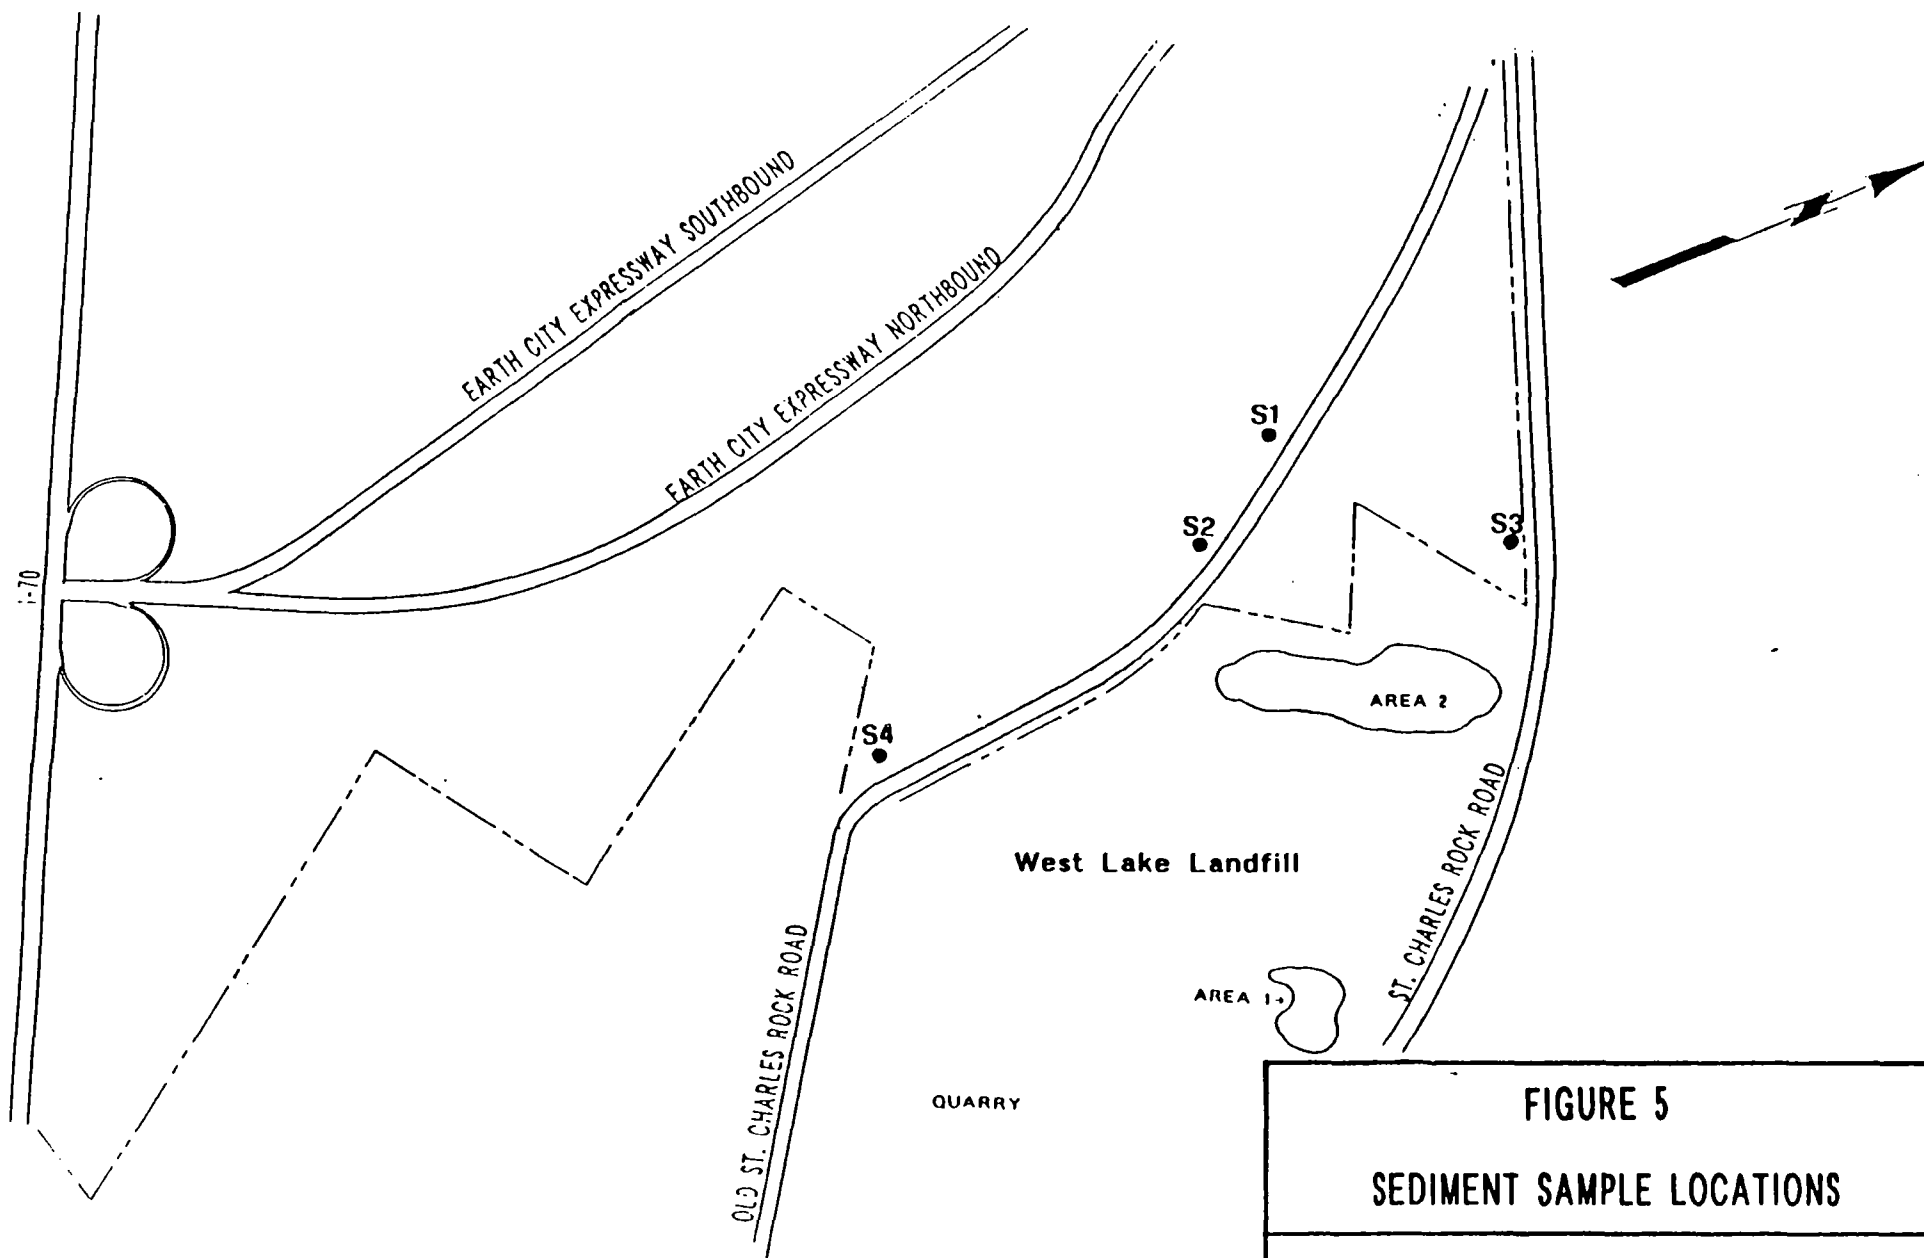 EARTH CITY EXPRESSWAY SOUTHBOUND
EARTH CITY EXPRESSWAY NORTHBOUND
S1
S2
S3
I-70
AREA 2
S4
West Lake Landfill
ST. CHARLES ROCK ROAD
OLD ST. CHARLES ROCK ROAD
AREA 1
QUARRY
FIGURE 5
SEDIMENT SAMPLE LOCATIONS